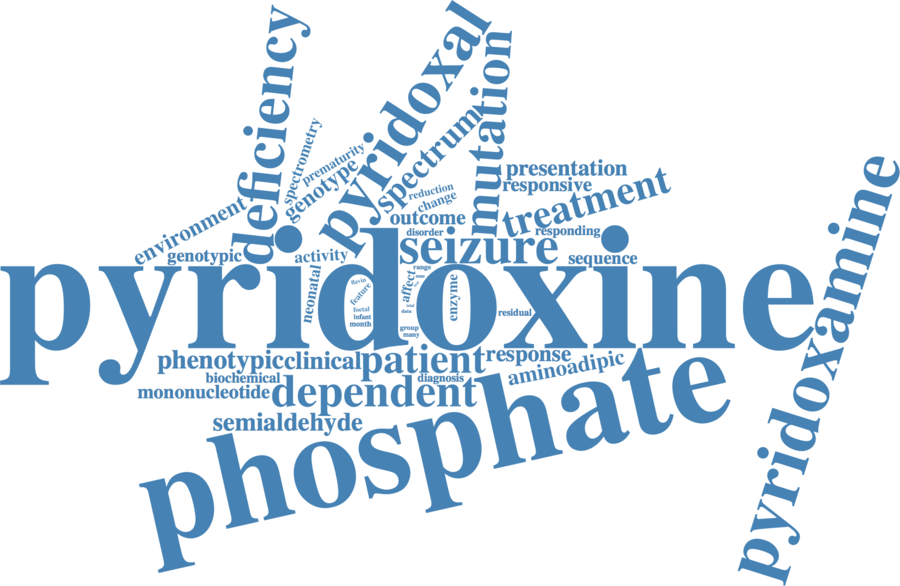 deficiency
pyridoxal
mutation
spectrum
spectrometry
prematurity
genotype
environment
genotypic
activity
reduction
change
outcome
disorder
presentation
responsive
treatment
responding
seizure
sequence
pyridoxine
pyridoxamine
neonatal
flavin
feature
foetal
infant
month
range
affect
total
data
group
many
enzyme
residual
phenotypic
clinical
patient
response
biochemical
diagnosis
aminoadipic
mononucleotide
dependent
semialdehyde
phosphate